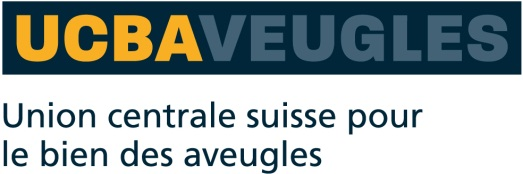 UCBAVEUGLES
Union centrale suisse pour
le bien des aveugles